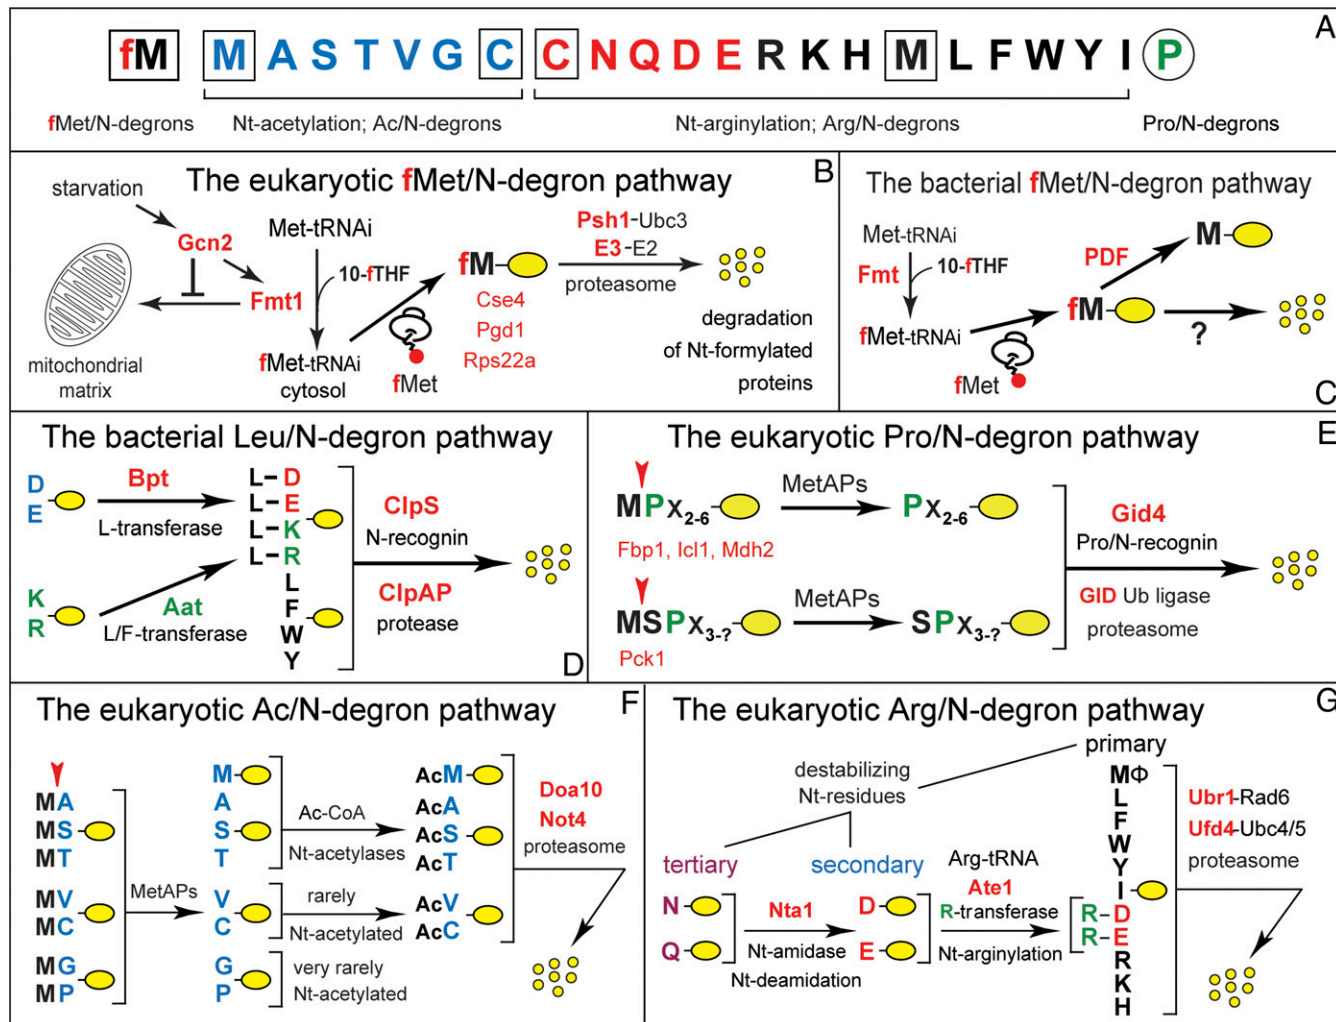 A
fM M A S T V G C C N Q D E R K H M L F W Y I P
fMet/N-degrons Nt-acetylation; Ac/N-degrons Nt-arginylation; Arg/N-degrons Pro/N-degrons
B
The eukaryotic fMet/N-degron pathway
starvation
Gcn2
Fmt1
mitochondrial
matrix
Met-tRNAi
10-fTHF
fMet-tRNAi
cytosol
fMet
fM
Cse4
Pgd1
Rps22a
Psh1-Ubc3
E3-E2
proteasome
degradation
of Nt-formylated
proteins
C
The bacterial fMet/N-degron pathway
Met-tRNAi
Fmt
10-fTHF
fMet-tRNAi
fMet
fM
PDF
M
?
D
The bacterial Leu/N-degron pathway
D
E
Bpt
L-transferase
K
R
Aat
L/F-transferase
L-D
L-E
L-K
L-R
L
F
W
Y
ClpS
N-recognin
ClpAP
protease
E
The eukaryotic Pro/N-degron pathway
MPX2-6
MetAPs
PX2-6
Fbp1, Icl1, Mdh2
MSPX3-?
MetAPs
SPX3-?
Pck1
Gid4
Pro/N-recognin
GID Ub ligase
proteasome
F
The eukaryotic Ac/N-degron pathway
MA
MS
MT
MV
MC
MG
MP
MetAPs
M
A
S
T
V
C
G
P
Ac-CoA
Nt-acetylases
rarely
Nt-acetylated
very rarely
Nt-acetylated
AcM
AcA
AcS
AcT
AcV
AcC
Doa10
Not4
proteasome
G
The eukaryotic Arg/N-degron pathway
primary
destabilizing
Nt-residues
tertiary
secondary
N
Q
Nta1
Nt-amidase
Nt-deamidation
D
E
Arg-tRNA
Ate1
R-transferase
Nt-arginylation
MΦ
L
F
W
Y
I
R-D
R-E
R
K
H
Ubr1-Rad6
Ufd4-Ubc4/5
proteasome